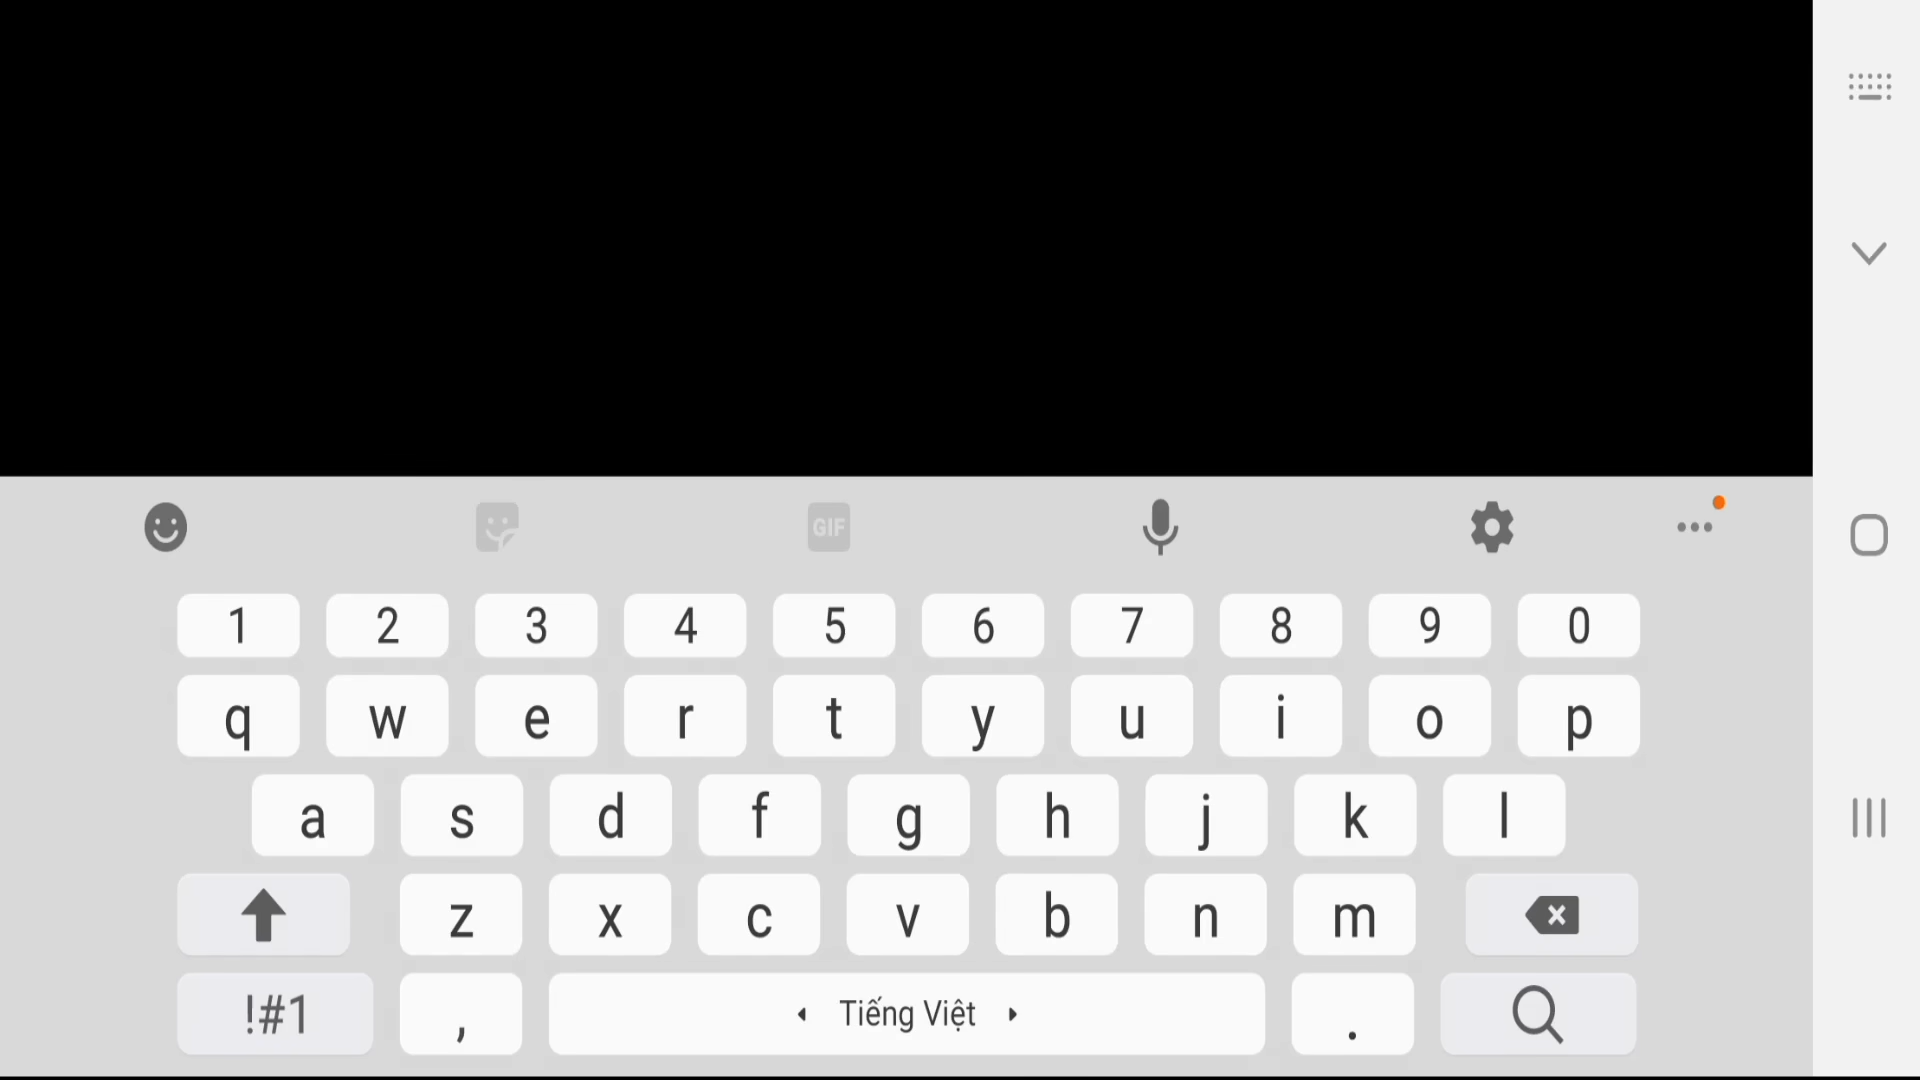 GIF
1 2 3 4 5 6 7 8 9 0
q w e r t y u i o p
a s d f g h j k l
z x c v b n m
!#1 , Tiếng Việt .